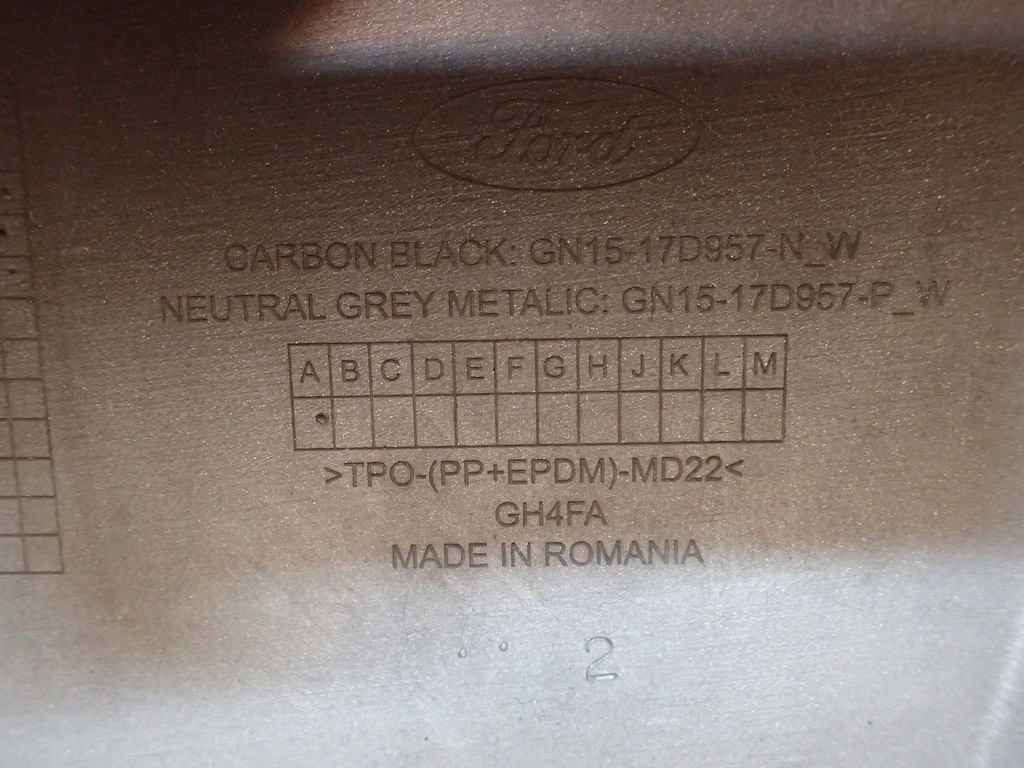 Ford
CARBON BLACK: GN15-17D957-N_W
NEUTRAL GREY METALIC: GN15-17D957-P_W
A B C D E F G H J K L M
>TPO-(PP+EPDM)-MD22<
GH4FA
MADE IN ROMANIA
2